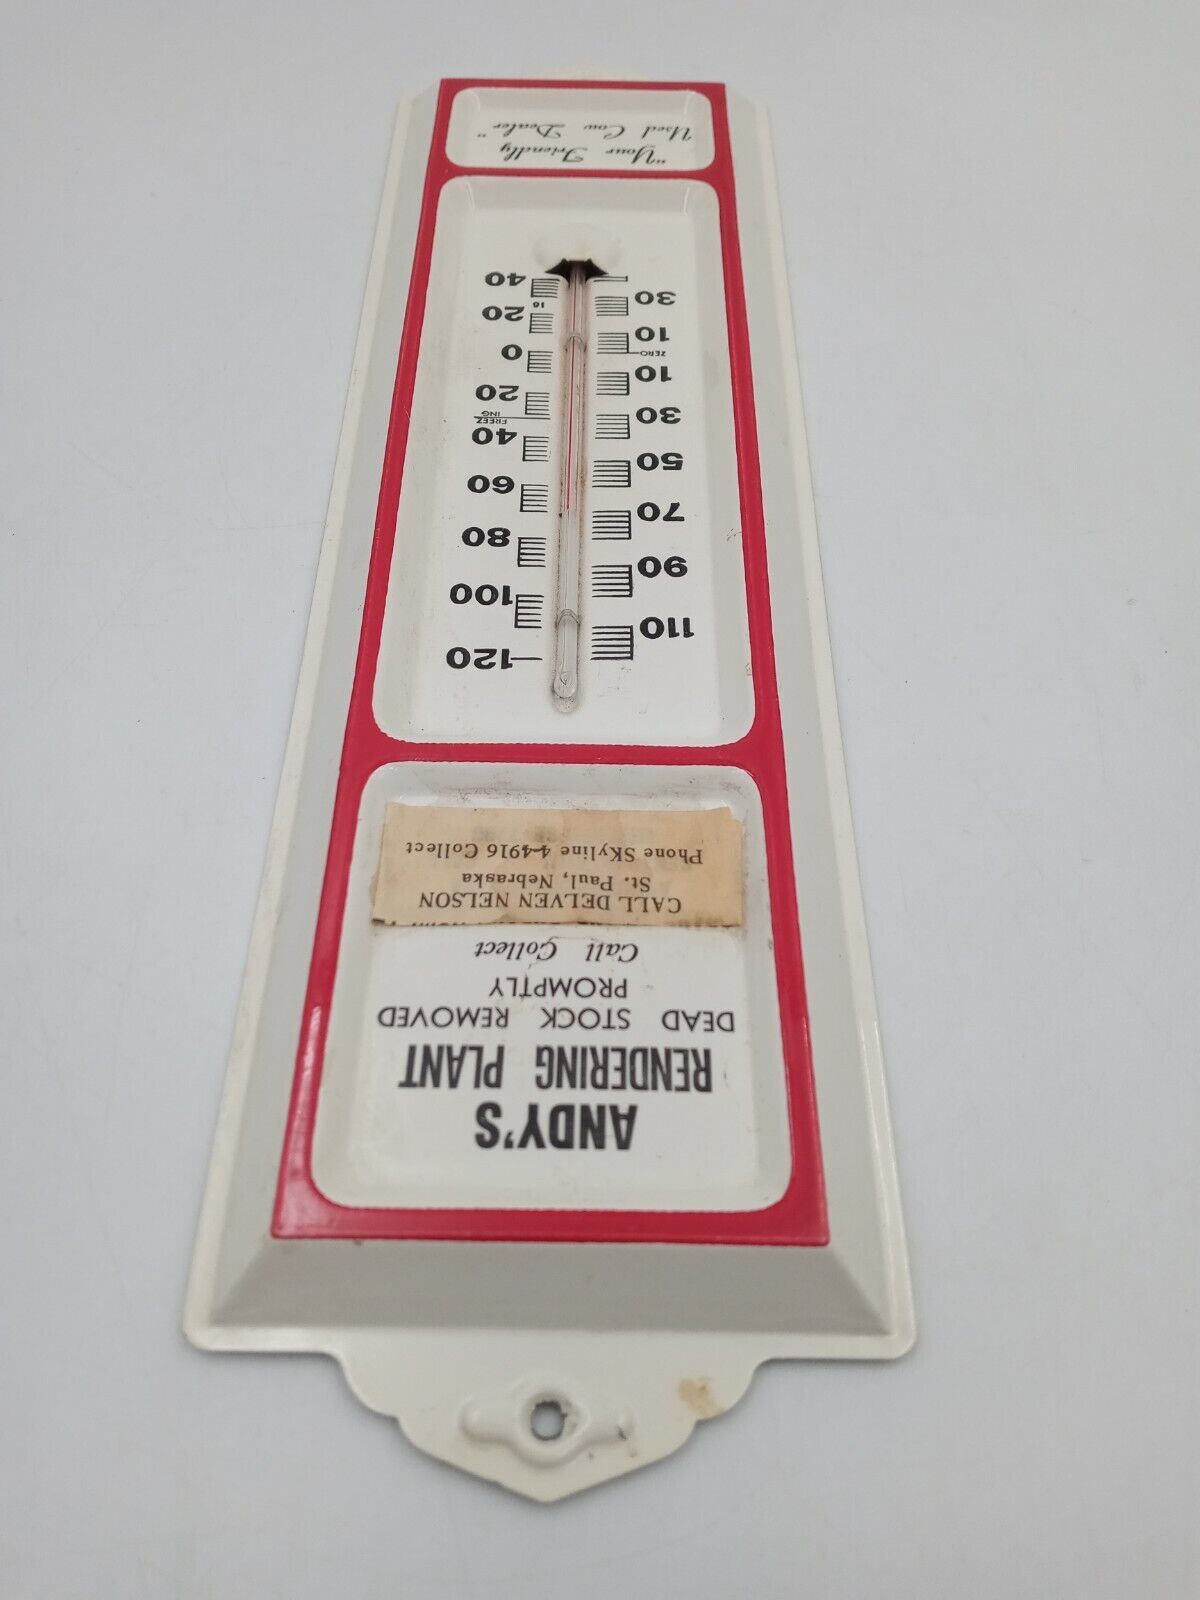 ANDY'S
RENDERING PLANT
DEAD STOCK REMOVED
PROMPTLY
Call Collect
CALL DELVEN NELSON
St. Paul, Nebraska
Phone SKyline 4-4916 Collect
120
110
100
90
80
70
60
50
40
FREEZ
ING
30
20
10
0
ZERO
10
20
16
30
40
"Your Friendly
Used Cow Dealer"